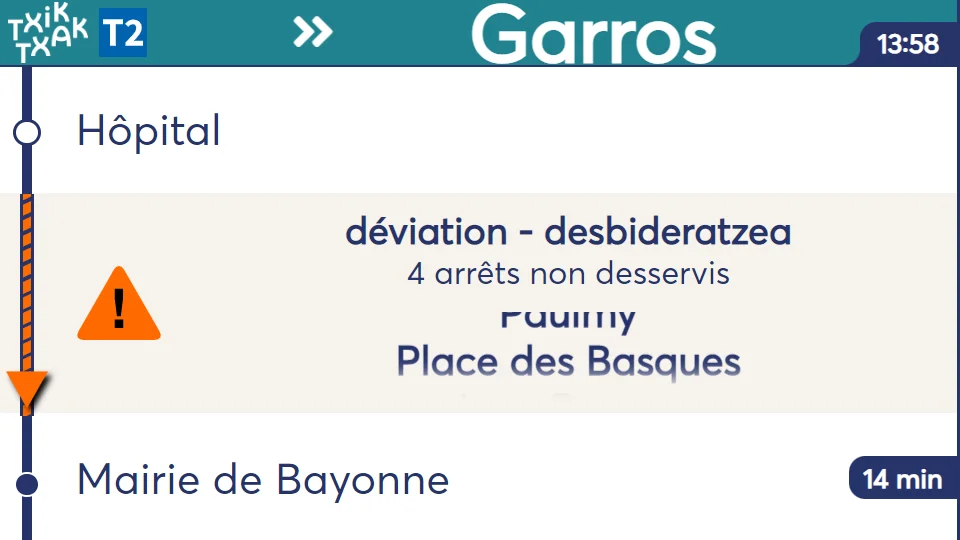 TXiK
TXAK
T2
Garros
13:58
Hôpital
déviation - desbideratzea
4 arrêts non desservis
Paulmy
Place des Basques
Mairie de Bayonne
14 min